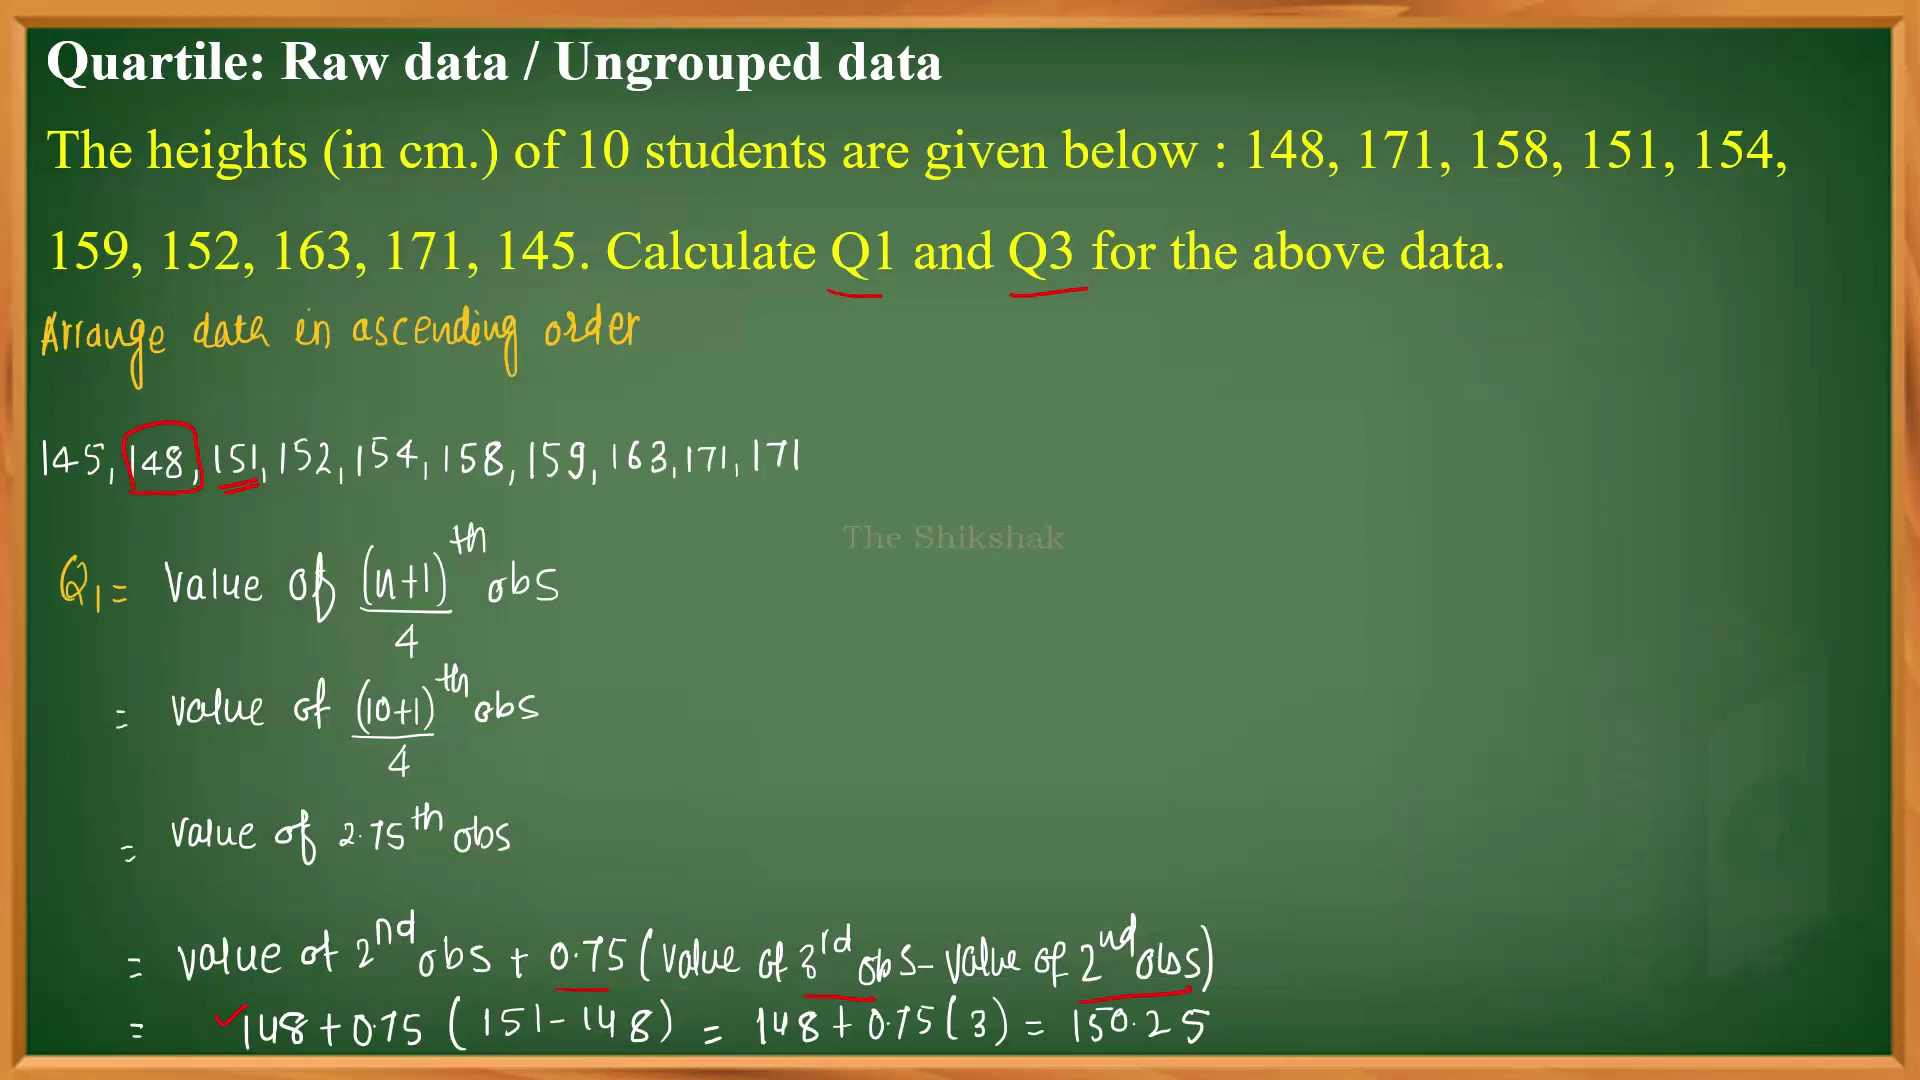 Quartile: Raw data / Ungrouped data
The heights (in cm.) of 10 students are given below : 148, 171, 158, 151, 154,
159, 152, 163, 171, 145. Calculate Q1 and Q3 for the above data.
Arrange data in ascending order
145, 148, 151, 152, 154, 158, 159, 163, 171, 171
The Shikshak
Q₁ = Value of (n+1)/4 th obs
= value of (10+1)/4 th obs
= value of 2.75th obs
= value of 2nd obs + 0.75 (value of 3rd obs - value of 2nd obs)
= 148 + 0.75 (151 - 148) = 148 + 0.75 (3) = 150.25